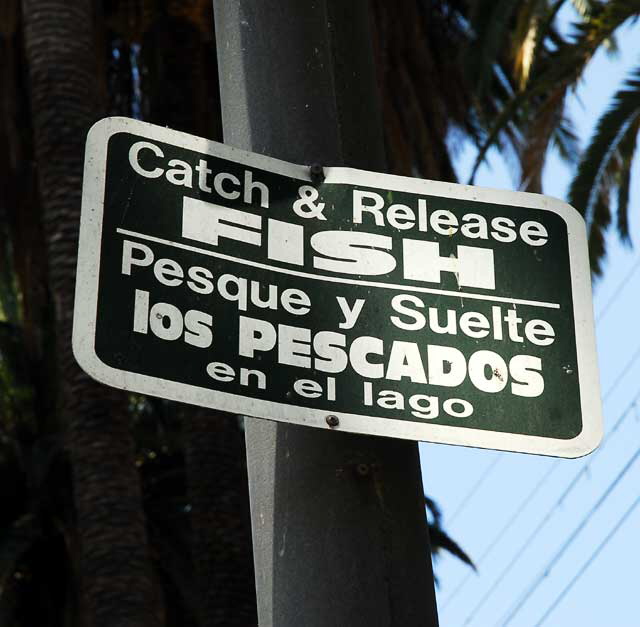 Catch & Release
FISH
Pesque y Suelte
los PESCADOS
en el lago